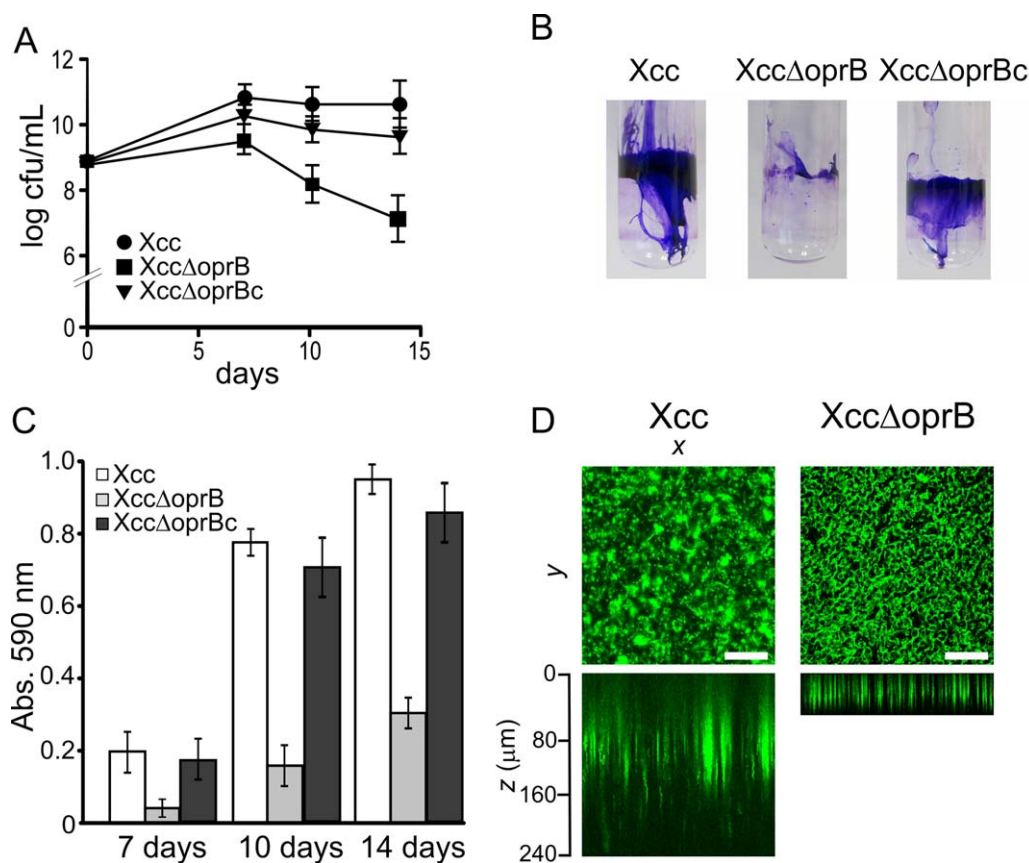 A
12
10
8
6
0
log cfu/mL
Xcc
XccΔoprB
XccΔoprBc
0 5 10 15
days
B
Xcc XccΔoprB XccΔoprBc
C
1.0
0.8
0.6
0.4
0.2
0
Abs. 590 nm
Xcc
XccΔoprB
XccΔoprBc
7 days 10 days 14 days
D
Xcc XccΔoprB
x
y
0
80
160
240
z (μm)